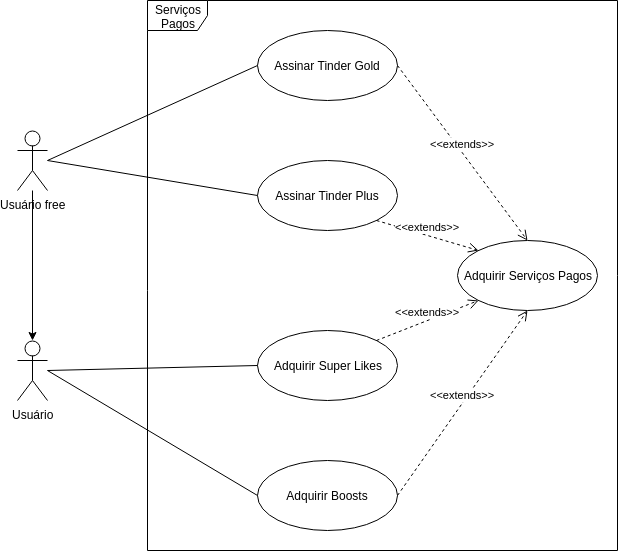 Serviços
Pagos
Assinar Tinder Gold
<<extends>>
Assinar Tinder Plus
Usuário free
<<extends>>
Adquirir Serviços Pagos
<<extends>>
Adquirir Super Likes
Usuário
<<extends>>
Adquirir Boosts